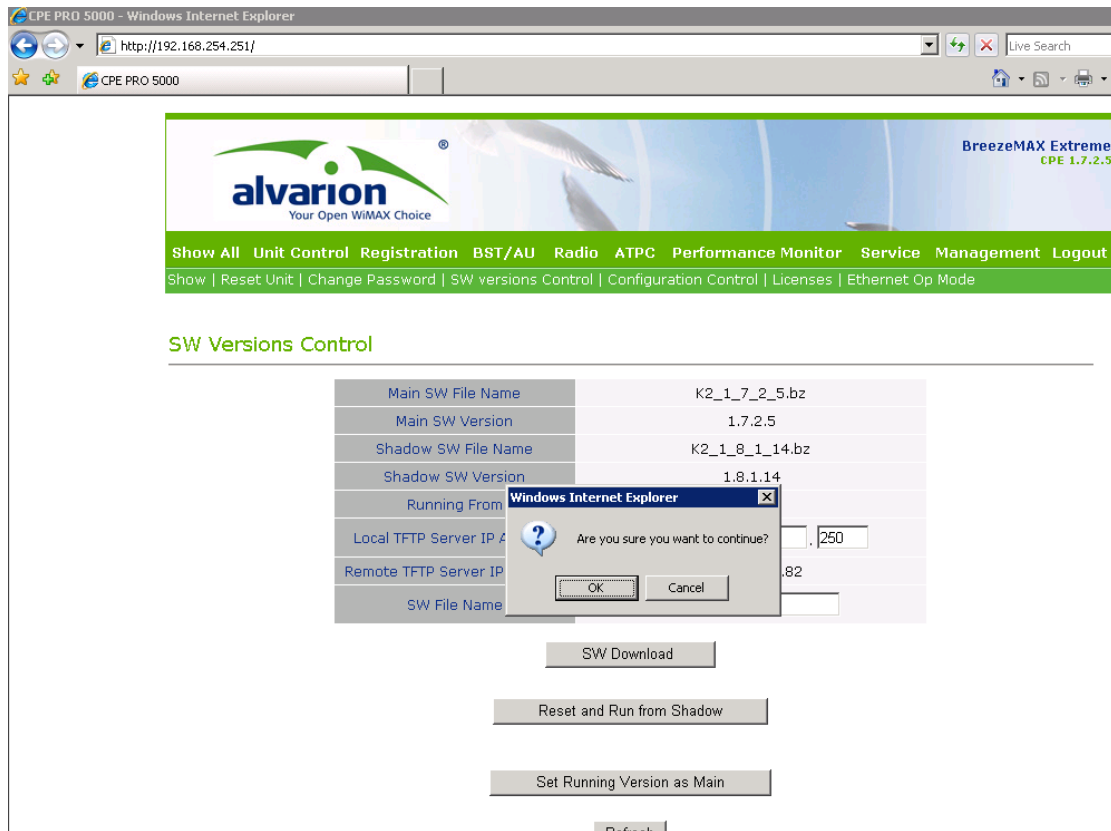 CPE PRO 5000 - Windows Internet Explorer
http://192.168.254.251/
Live Search
CPE PRO 5000
alvarion
®
Your Open WiMAX Choice
BreezeMAX Extreme
CPE 1.7.2.5
Show All Unit Control Registration BST/AU Radio ATPC Performance Monitor Service Management Logout
Show | Reset Unit | Change Password | SW versions Control | Configuration Control | Licenses | Ethernet Op Mode
SW Versions Control
Main SW File Name K2_1_7_2_5.bz
Main SW Version 1.7.2.5
Shadow SW File Name K2_1_8_1_14.bz
Shadow SW Version 1.8.1.14
Running From
Windows Internet Explorer
Are you sure you want to continue?
OK Cancel
Local TFTP Server IP . 250
Remote TFTP Server IP .82
SW File Name
SW Download
Reset and Run from Shadow
Set Running Version as Main
Refresh